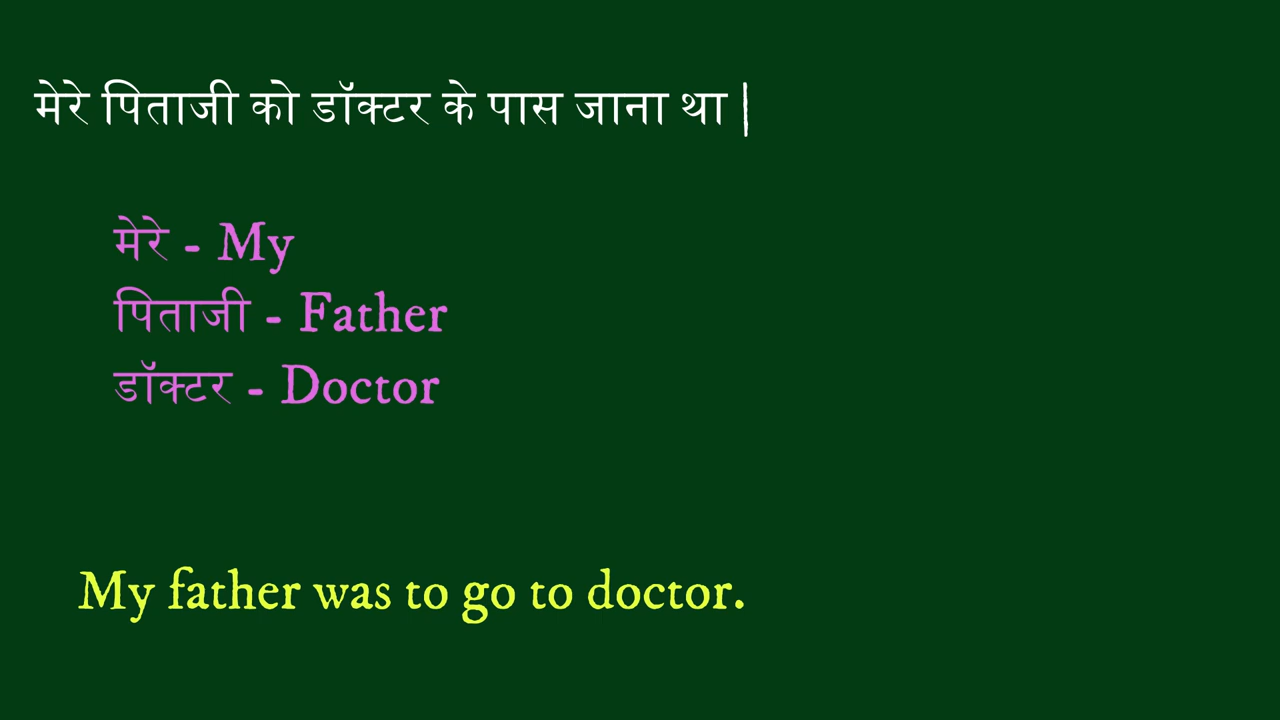 मेरे पिताजी को डॉक्टर के पास जाना था |
मेरे - My
पिताजी - Father
डॉक्टर - Doctor
My father was to go to doctor.